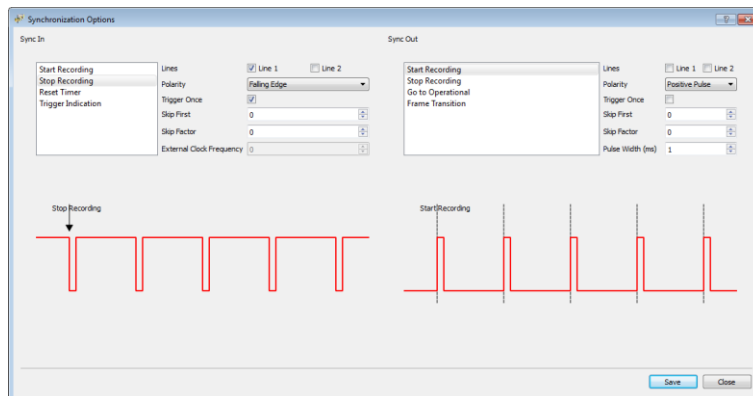 Synchronization Options
Sync In
Start Recording
Stop Recording
Reset Timer
Trigger Indication
Lines Line 1 Line 2
Polarity Falling Edge
Trigger Once
Skip First 0
Skip Factor 0
External Clock Frequency 0
Stop Recording
Sync Out
Start Recording
Stop Recording
Go to Operational
Frame Transition
Lines Line 1 Line 2
Polarity Positive Pulse
Trigger Once
Skip First 0
Skip Factor 0
Pulse Width (ms) 1
Start Recording
Save Close